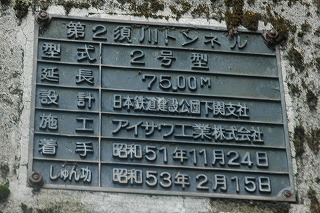 第2須川トンネル
型式 2号型
延長 75.00M
設計 日本鉄道建設公団下関支社
施工 アイサワ工業株式会社
着手 昭和51年11月24日
しゅん功 昭和53年2月15日